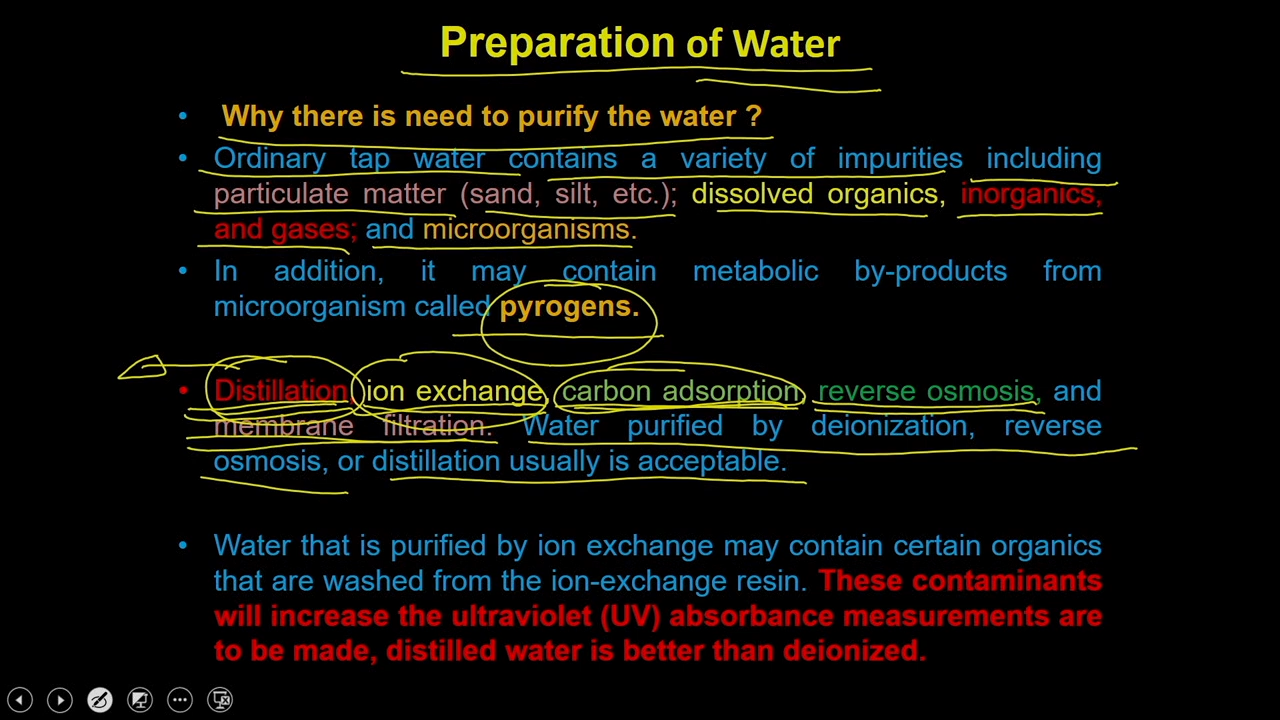 Preparation of Water
• Why there is need to purify the water ?
• Ordinary tap water contains a variety of impurities including
particulate matter (sand, silt, etc.); dissolved organics, inorganics,
and gases; and microorganisms.
• In addition, it may contain metabolic by-products from
microorganism called pyrogens.
• Distillation, ion exchange, carbon adsorption, reverse osmosis, and
membrane filtration. Water purified by deionization, reverse
osmosis, or distillation usually is acceptable.
• Water that is purified by ion exchange may contain certain organics
that are washed from the ion-exchange resin. These contaminants
will increase the ultraviolet (UV) absorbance measurements are
to be made, distilled water is better than deionized.